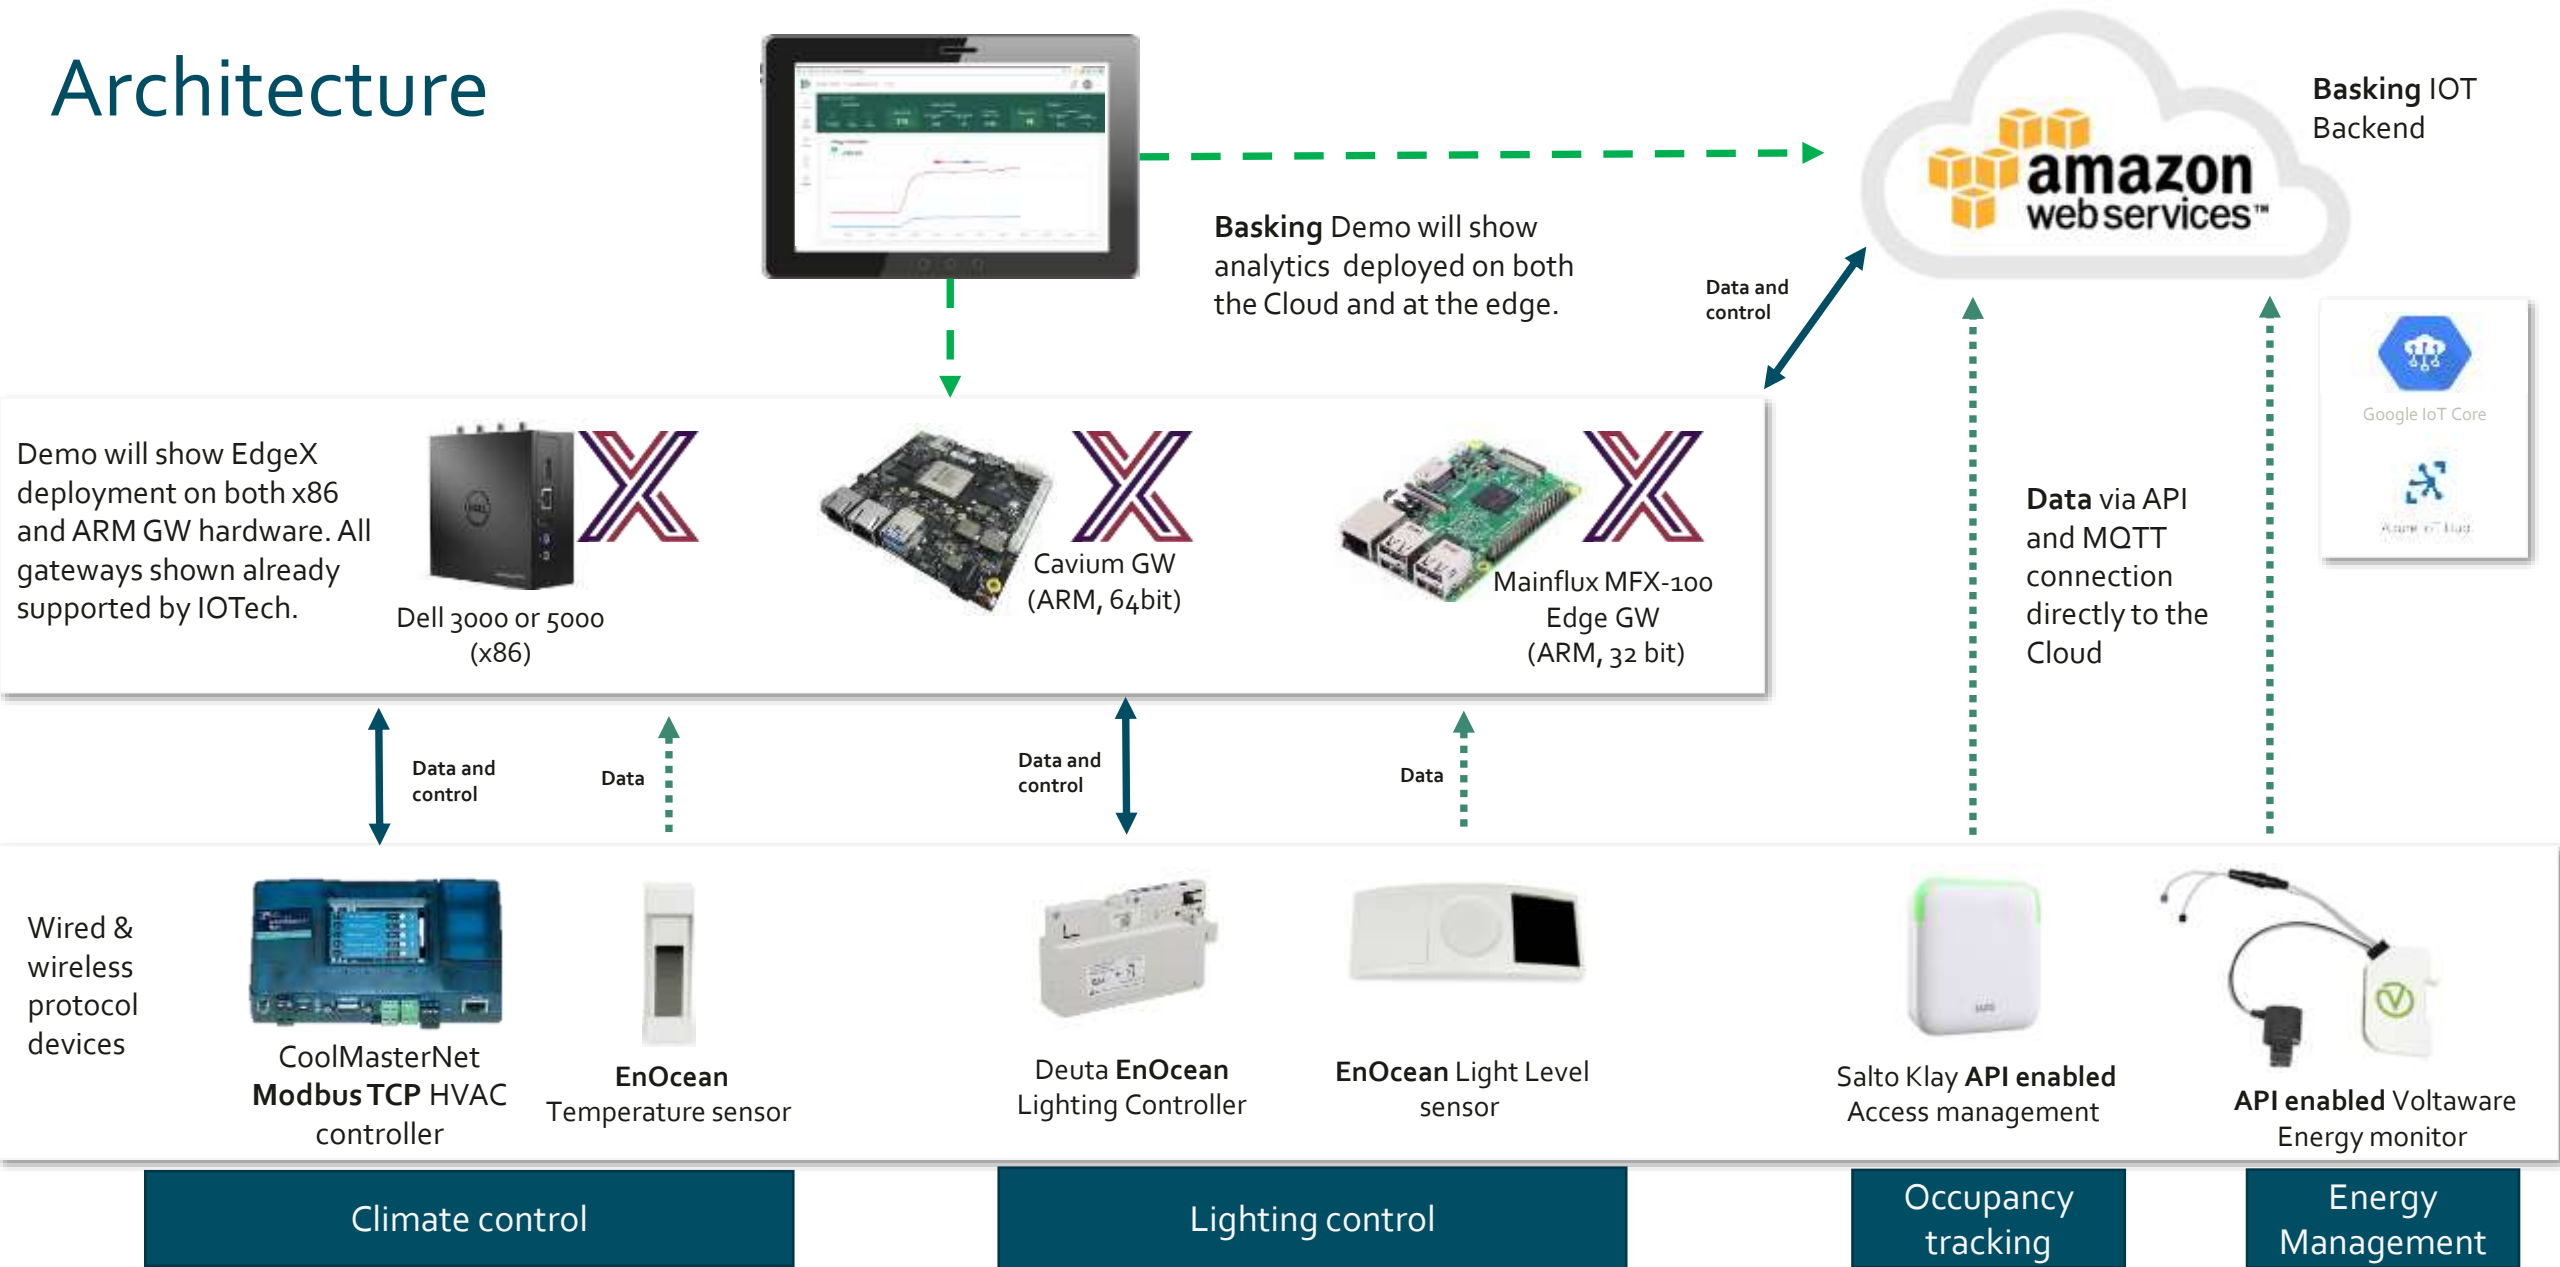 Architecture
Basking IOT
Backend
amazon
web services™
Basking Demo will show
analytics deployed on both
the Cloud and at the edge.
Data and
control
Google IoT Core
Azure IoT Hub
Demo will show EdgeX
deployment on both x86
and ARM GW hardware. All
gateways shown already
supported by IOTech.
Dell 3000 or 5000
(x86)
Cavium GW
(ARM, 64bit)
Mainflux MFX-100
Edge GW
(ARM, 32 bit)
Data via API
and MQTT
connection
directly to the
Cloud
Data and
control
Data
Data and
control
Data
Wired &
wireless
protocol
devices
CoolMasterNet
Modbus TCP HVAC
controller
EnOcean
Temperature sensor
Deuta EnOcean
Lighting Controller
EnOcean Light Level
sensor
Salto Klay API enabled
Access management
API enabled Voltaware
Energy monitor
Climate control
Lighting control
Occupancy
tracking
Energy
Management